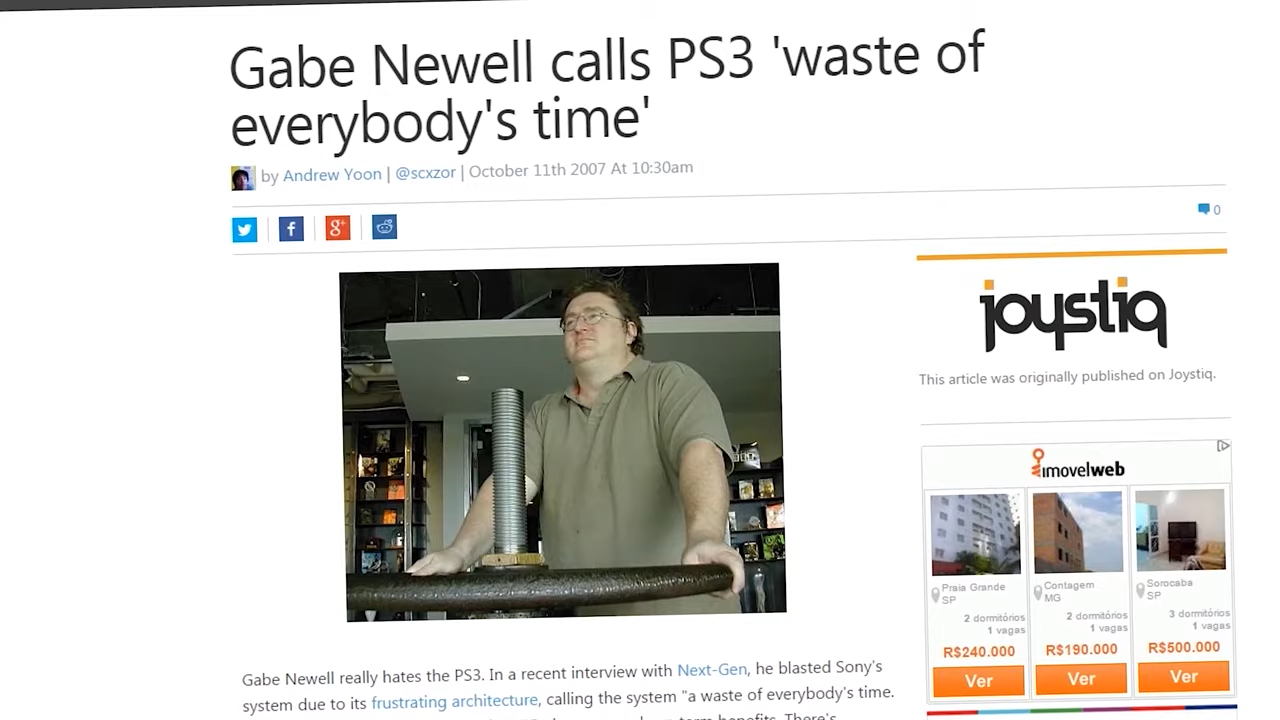 Gabe Newell calls PS3 'waste of
everybody's time'
by Andrew Yoon | @scxzor | October 11th 2007 At 10:30am
0
joystiq
This article was originally published on Joystiq.
imovelweb
Praia Grande
SP
2 dormitórios
1 vagas
R$240.000
Ver
Contagem
MG
2 dormitórios
1 vagas
R$190.000
Ver
Sorocaba
SP
3 dormitórios
1 vagas
R$500.000
Ver
Gabe Newell really hates the PS3. In a recent interview with Next-Gen, he blasted Sony's
system due to its frustrating architecture, calling the system "a waste of everybody's time.
term benefits. There's